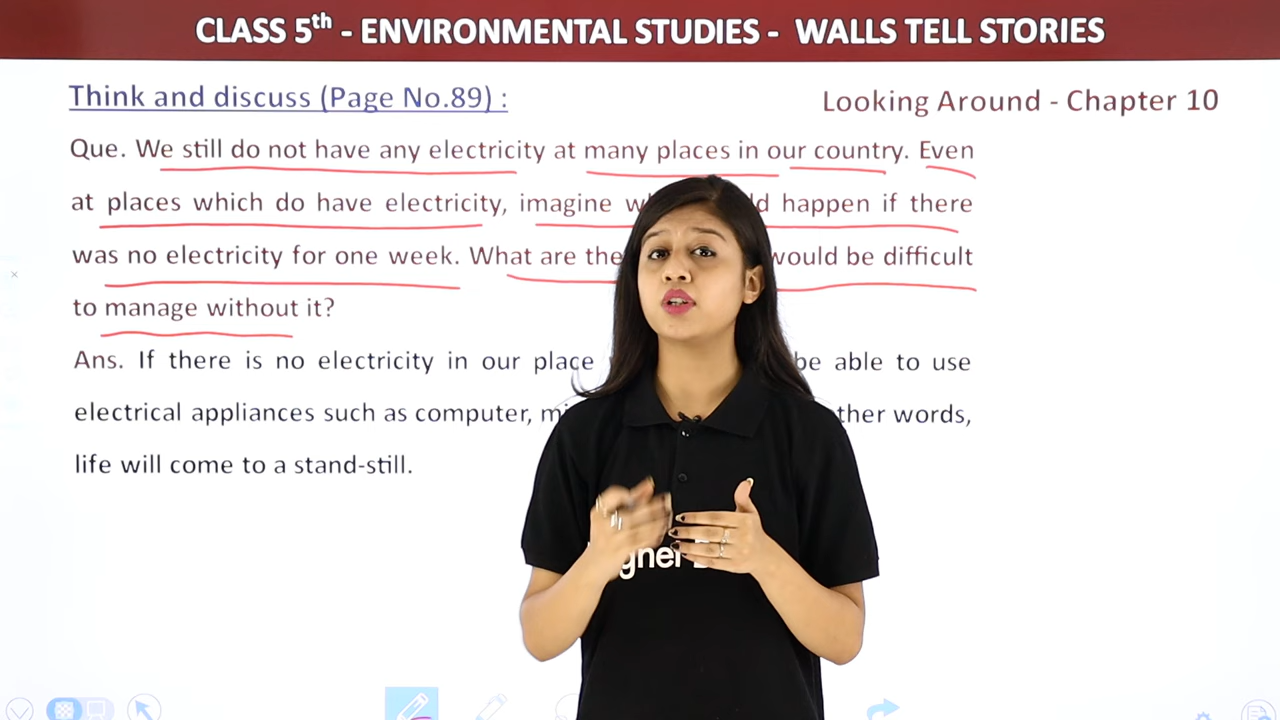 CLASS 5th - ENVIRONMENTAL STUDIES - WALLS TELL STORIES
Think and discuss (Page No.89) :
Looking Around - Chapter 10
Que. We still do not have any electricity at many places in our country. Even
at places which do have electricity, imagine happen if there
was no electricity for one week. What are the would be difficult
to manage without it?
Ans. If there is no electricity in our place be able to use
electrical appliances such as computer, other words,
life will come to a stand-still.